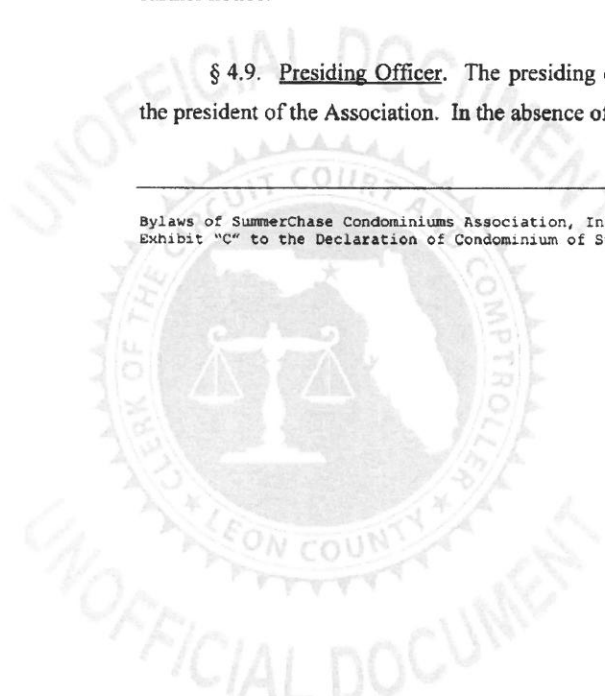 § 4.9. Presiding Officer. The presiding
the president of the Association. In the absence of
Bylaws of SummerChase Condominiums Association, In
Exhibit "C" to the Declaration of Condominium of S
UNOFFICIAL DOCUMENT
CLERK OF THE CIRCUIT COURT AND COMPTROLLER
LEON COUNTY
UNOFFICIAL DOCUMENT